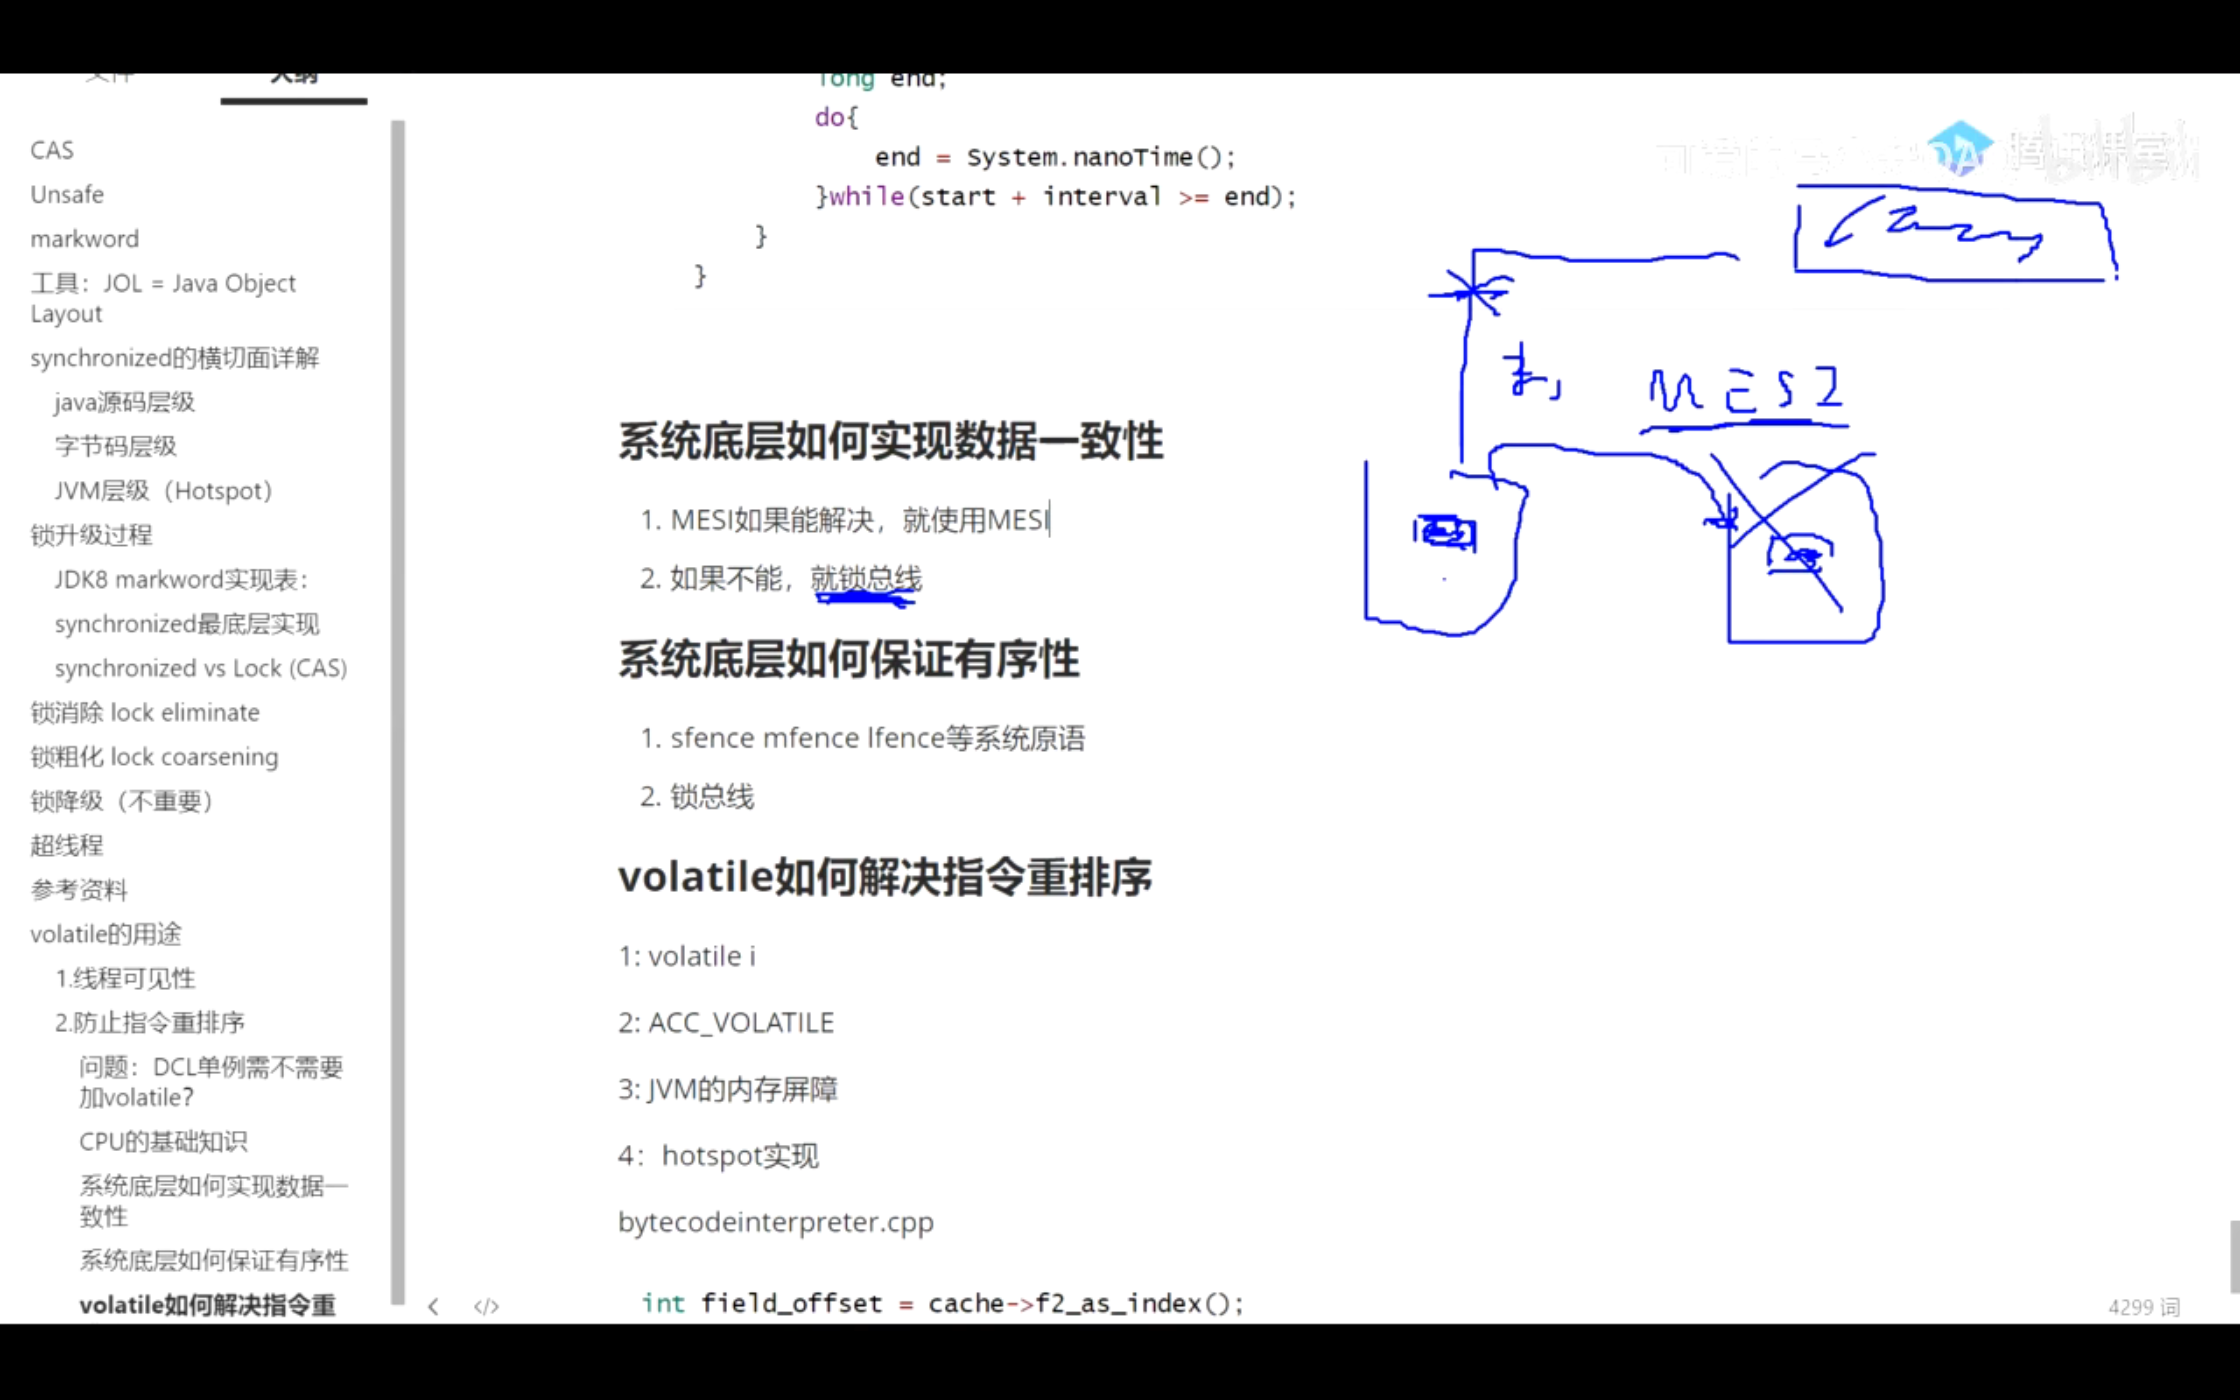 文件
大纲
CAS
Unsafe
markword
工具：JOL = Java Object
Layout
synchronized的横切面详解
java源码层级
字节码层级
JVM层级（Hotspot）
锁升级过程
JDK8 markword实现表：
synchronized最底层实现
synchronized vs Lock (CAS)
锁消除 lock eliminate
锁粗化 lock coarsening
锁降级（不重要）
超线程
参考资料
volatile的用途
1.线程可见性
2.防止指令重排序
问题：DCL单例需不需要
加volatile?
CPU的基础知识
系统底层如何实现数据一
致性
系统底层如何保证有序性
volatile如何解决指令重
long end;
do{
end = System.nanoTime();
}while(start + interval >= end);
}
}
系统底层如何实现数据一致性
1. MESI如果能解决，就使用MESI
2. 如果不能，就锁总线
系统底层如何保证有序性
1. sfence mfence lfence等系统原语
2. 锁总线
volatile如何解决指令重排序
1: volatile i
2: ACC_VOLATILE
3: JVM的内存屏障
4：hotspot实现
bytecodeinterpreter.cpp
int field_offset = cache->f2_as_index();
腾讯课堂
MESI
4299 词